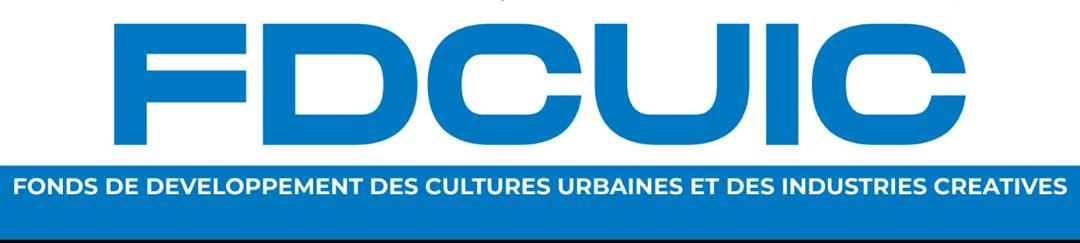 FDCUIC
FONDS DE DEVELOPPEMENT DES CULTURES URBAINES ET DES INDUSTRIES CREATIVES